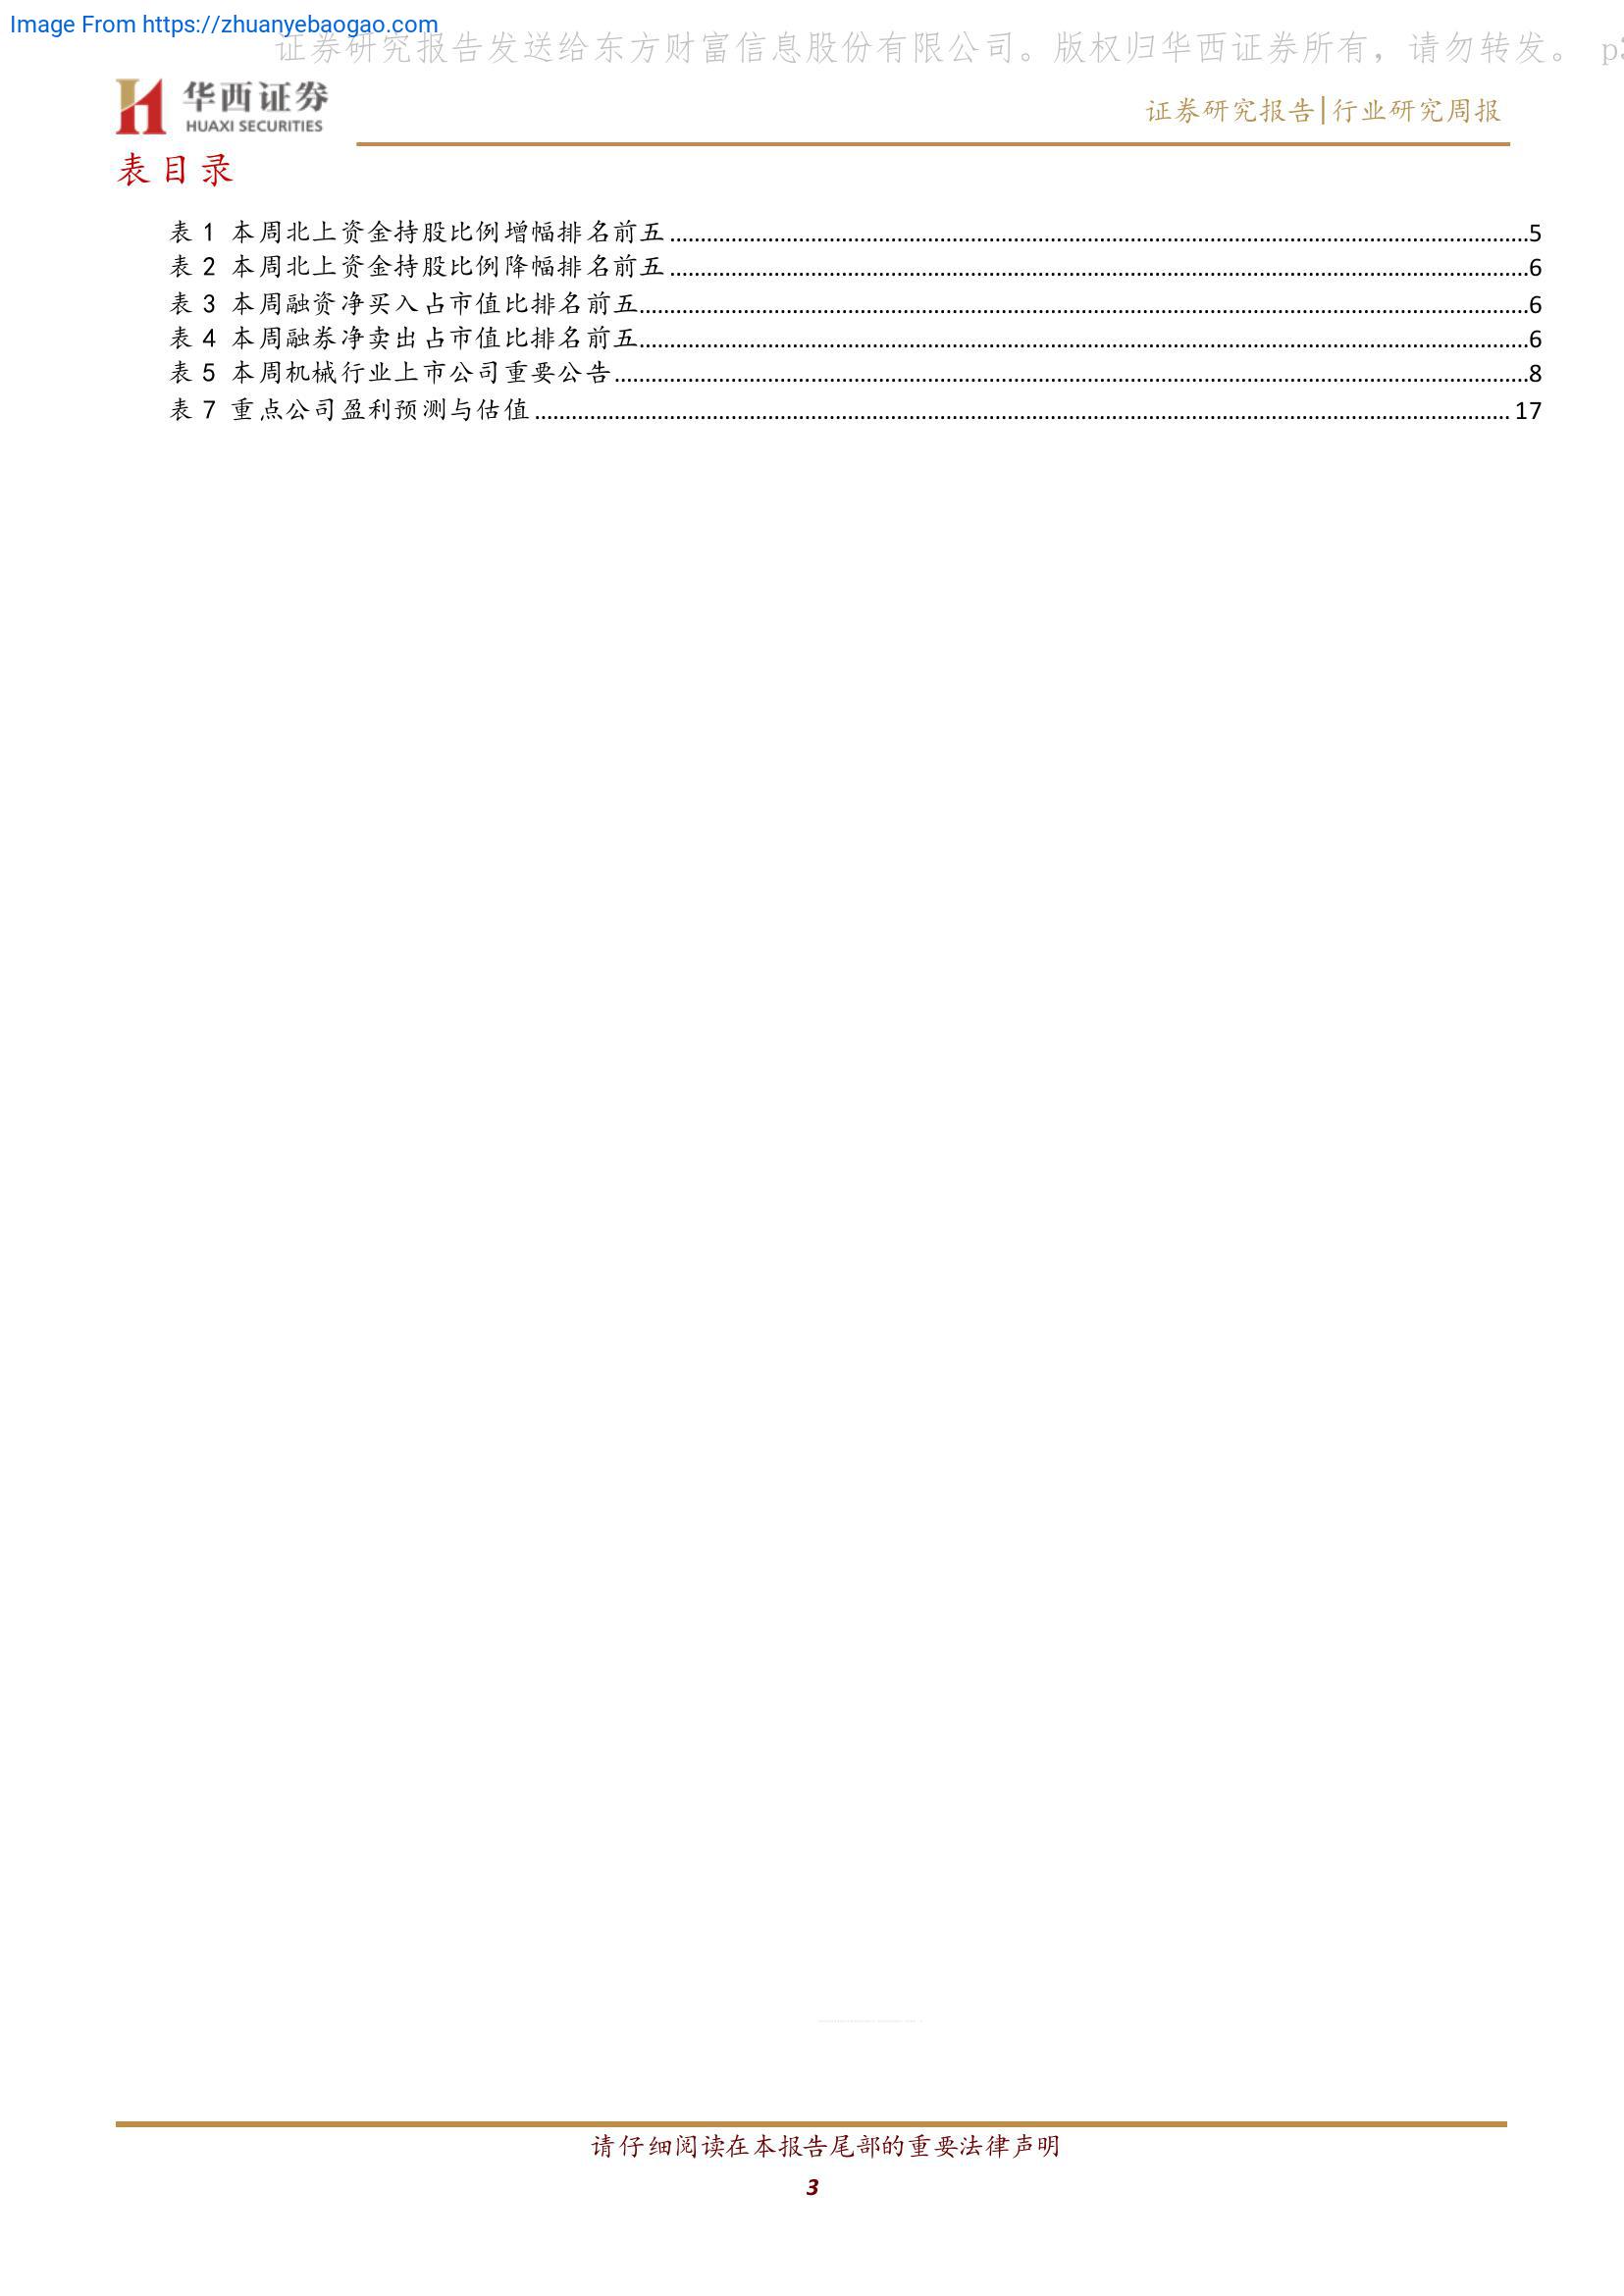 Image From https://zhuanyebaogao.com
证券研究报告发送给东方财富信息股份有限公司。版权归华西证券所有，请勿转发。 p3
华西证券
HUAXI SECURITIES
证券研究报告|行业研究周报
表目录
表 1 本周北上资金持股比例增幅排名前五........................5
表 2 本周北上资金持股比例降幅排名前五........................6
表 3 本周融资净买入占市值比排名前五........................6
表 4 本周融券净卖出占市值比排名前五........................6
表 5 本周机械行业上市公司重要公告........................8
表 7 重点公司盈利预测与估值........................17
请仔细阅读在本报告尾部的重要法律声明
3